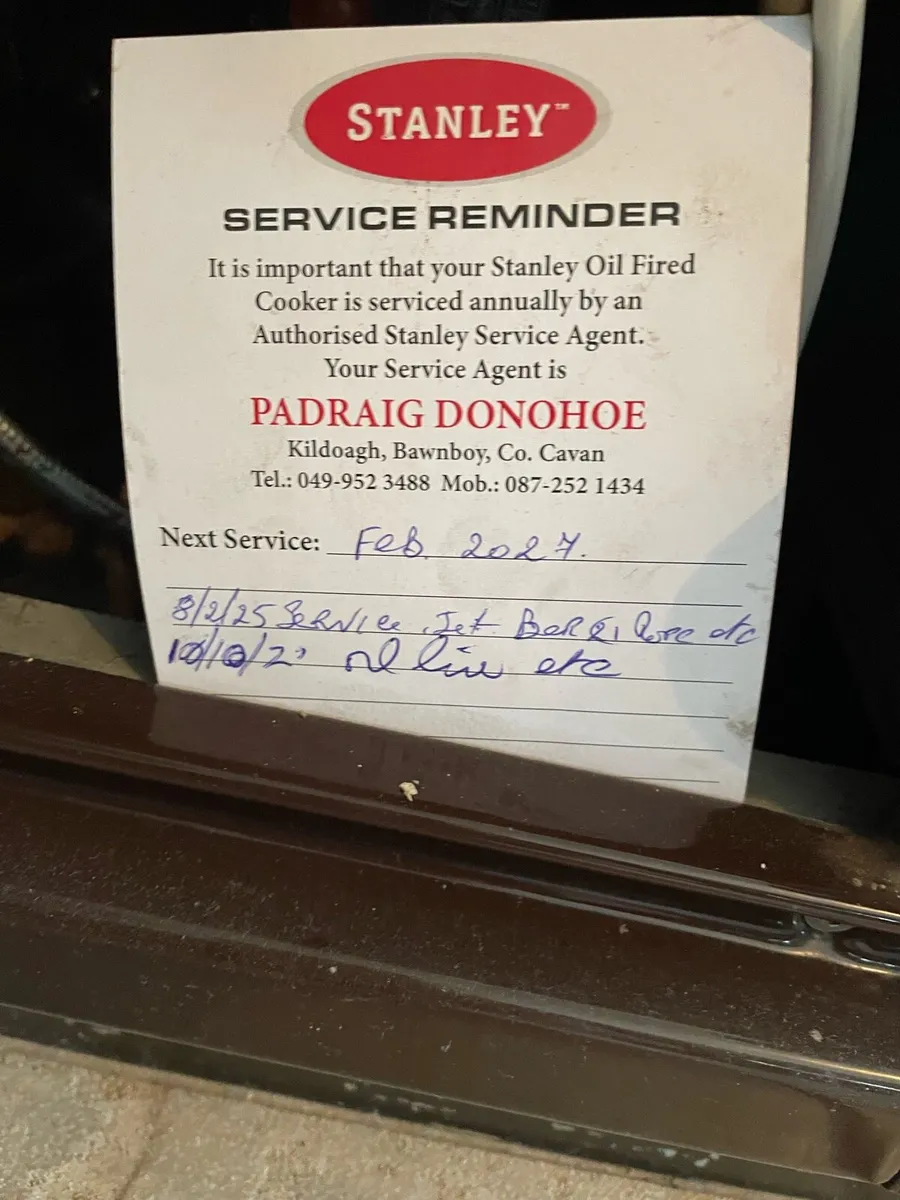 STANLEY™
SERVICE REMINDER
It is important that your Stanley Oil Fired
Cooker is serviced annually by an
Authorised Stanley Service Agent.
Your Service Agent is
PADRAIG DONOHOE
Kildoagh, Bawnboy, Co. Cavan
Tel.: 049-952 3488 Mob.: 087-252 1434
Next Service: Feb. 2027.
8/2/25 Service Jet etc
line etc